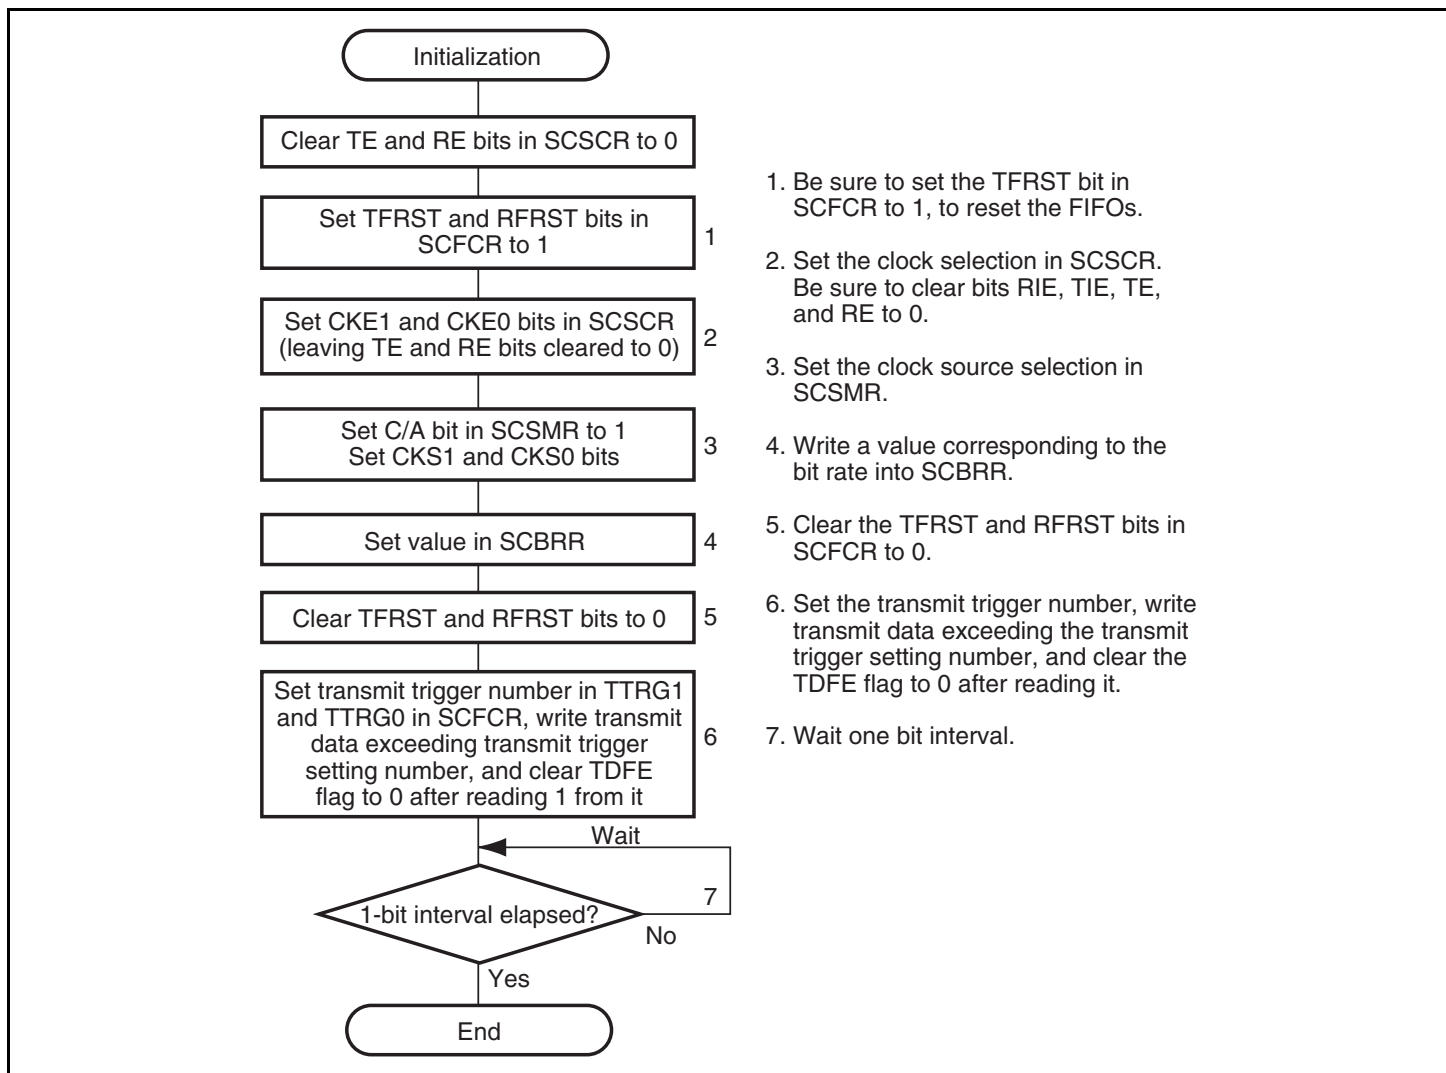 Initialization
Clear TE and RE bits in SCSCR to 0
Set TFRST and RFRST bits in
SCFCR to 1
1
Set CKE1 and CKE0 bits in SCSCR
(leaving TE and RE bits cleared to 0)
2
Set C/A bit in SCSMR to 1
Set CKS1 and CKS0 bits
3
Set value in SCBRR
4
Clear TFRST and RFRST bits to 0
5
Set transmit trigger number in TTRG1
and TTRG0 in SCFCR, write transmit
data exceeding transmit trigger
setting number, and clear TDFE
flag to 0 after reading 1 from it
6
Wait
1-bit interval elapsed?
7
No
Yes
End
1. Be sure to set the TFRST bit in
SCFCR to 1, to reset the FIFOs.
2. Set the clock selection in SCSCR.
Be sure to clear bits RIE, TIE, TE,
and RE to 0.
3. Set the clock source selection in
SCSMR.
4. Write a value corresponding to the
bit rate into SCBRR.
5. Clear the TFRST and RFRST bits in
SCFCR to 0.
6. Set the transmit trigger number, write
transmit data exceeding the transmit
trigger setting number, and clear the
TDFE flag to 0 after reading it.
7. Wait one bit interval.